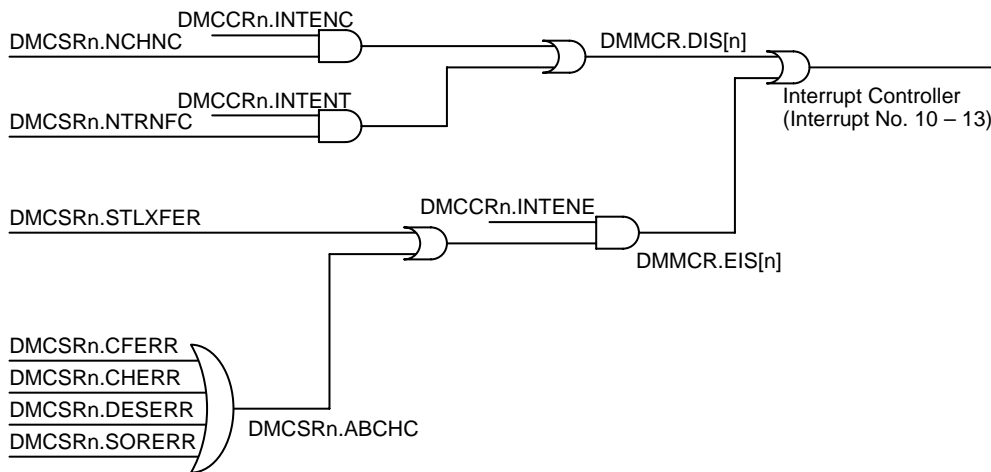 DMCCRn.INTENC
DMCSRn.NCHNC
DMMCR.DIS[n]
DMCCRn.INTENT
DMCSRn.NTRNFC
Interrupt Controller
(Interrupt No. 10 – 13)
DMCSRn.STLXFER
DMCCRn.INTENE
DMMCR.EIS[n]
DMCSRn.CFERR
DMCSRn.CHERR
DMCSRn.DESERR
DMCSRn.SORERR
DMCSRn.ABCHC